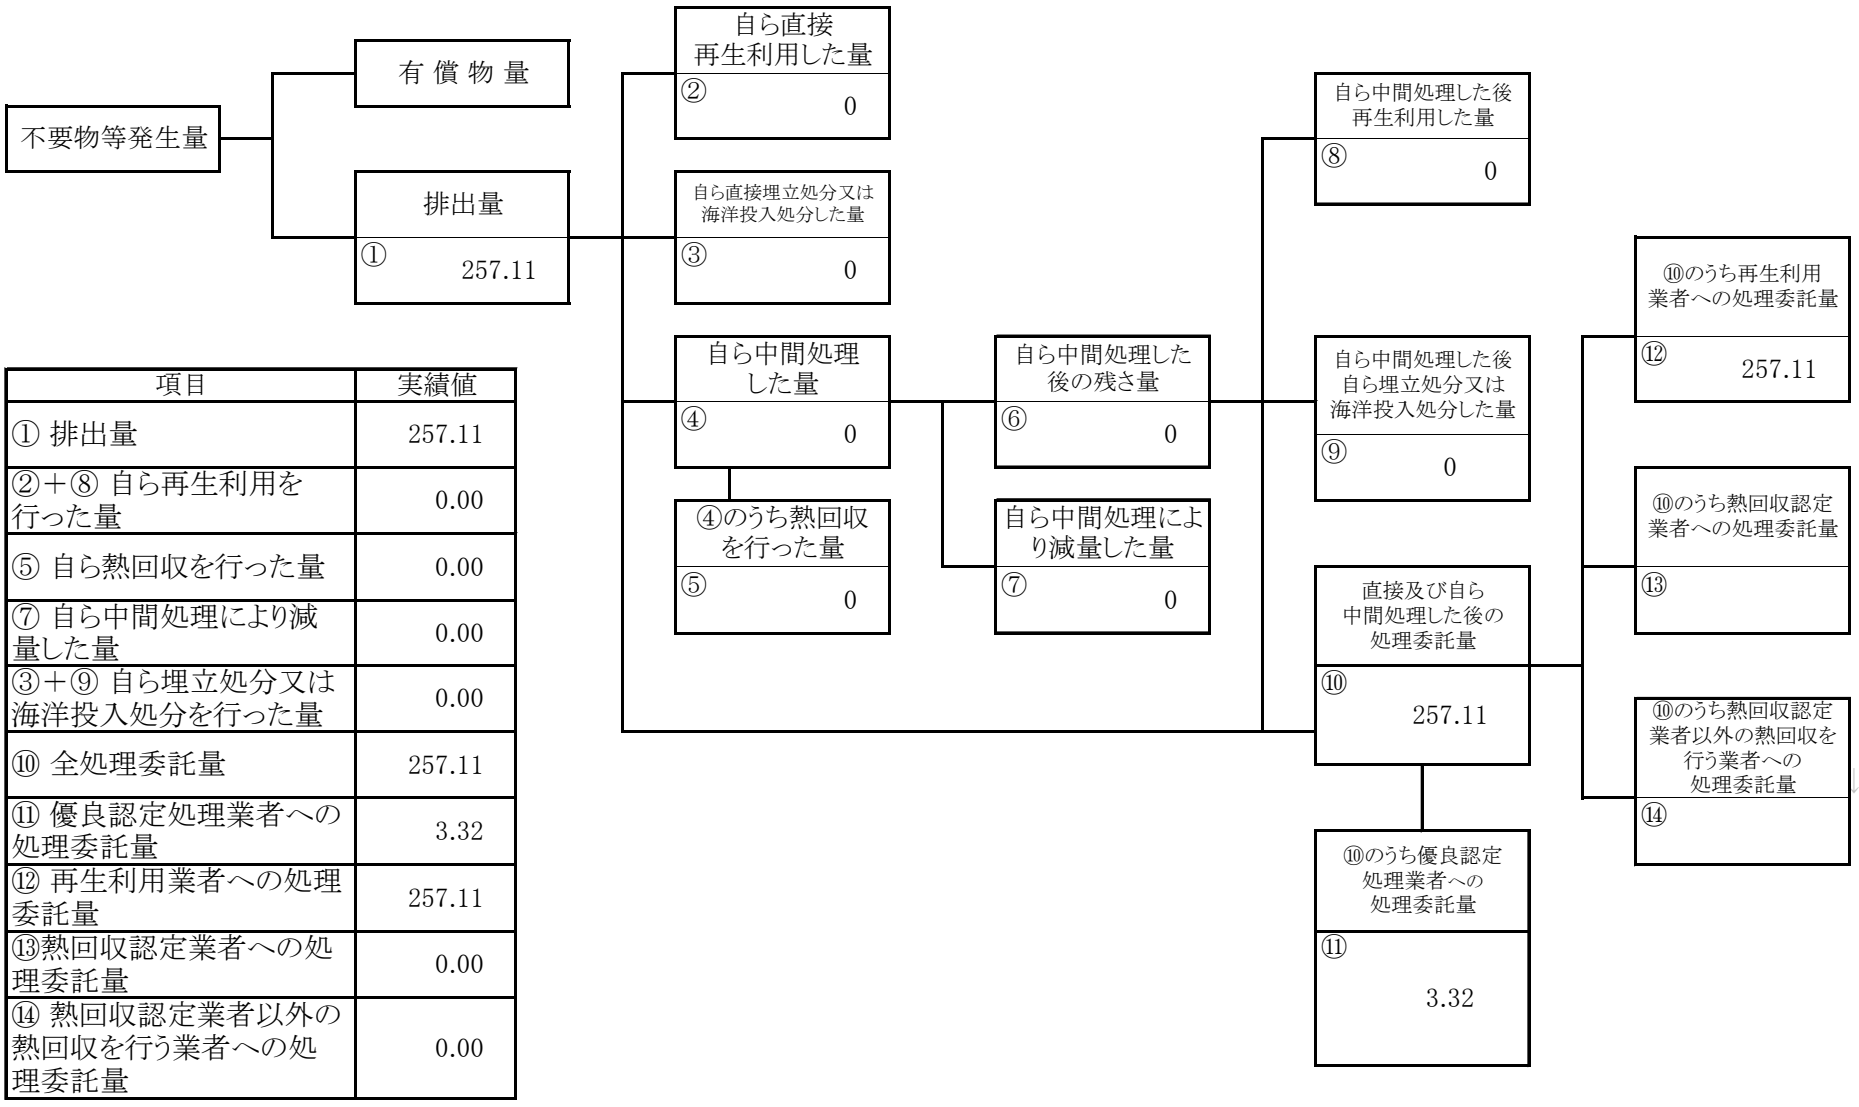 不要物等発生量
有 償 物 量
排出量
①
257.11
自ら直接
再生利用した量
②
0
自ら直接埋立処分又は
海洋投入処分した量
③
0
自ら中間処理
した量
④
0
④のうち熱回収
を行った量
⑤
0
自ら中間処理した
後の残さ量
⑥
0
自ら中間処理によ
り減量した量
⑦
0
自ら中間処理した後
再生利用した量
⑧
0
自ら中間処理した後
自ら埋立処分又は
海洋投入処分した量
⑨
0
直接及び自ら
中間処理した後の
処理委託量
⑩
257.11
⑩のうち優良認定
処理業者への
処理委託量
⑪
3.32
⑩のうち再生利用
業者への処理委託量
⑫
257.11
⑩のうち熱回収認定
業者への処理委託量
⑬
⑩のうち熱回収認定
業者以外の熱回収を
行う業者への
処理委託量
⑭
↓
項目 実績値
① 排出量 257.11
②＋⑧ 自ら再生利用を
行った量 0.00
⑤ 自ら熱回収を行った量 0.00
⑦ 自ら中間処理により減
量した量 0.00
③＋⑨ 自ら埋立処分又は
海洋投入処分を行った量 0.00
⑩ 全処理委託量 257.11
⑪ 優良認定処理業者への
処理委託量 3.32
⑫ 再生利用業者への処理
委託量 257.11
⑬熱回収認定業者への処
理委託量 0.00
⑭ 熱回収認定業者以外の
熱回収を行う業者への処
理委託量 0.00